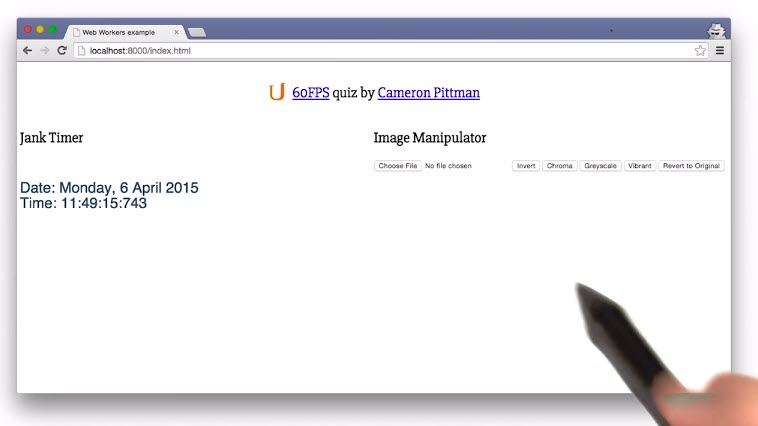 Web Workers example
localhost:8000/index.html
60FPS quiz by Cameron Pittman
Jank Timer
Image Manipulator
Choose File No file chosen Invert Chroma Greyscale Vibrant Revert to Original
Date: Monday, 6 April 2015
Time: 11:49:15:743